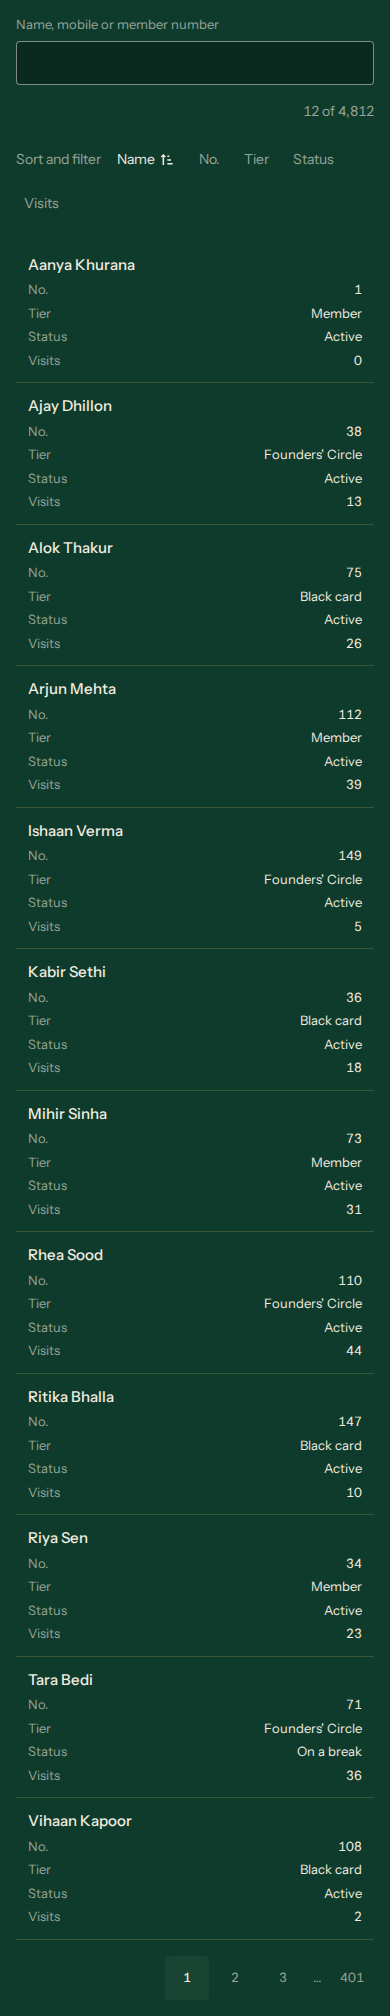 Name, mobile or member number
12 of 4,812
Sort and filter Name No. Tier Status
Visits
Aanya Khurana
No. 1
Tier Member
Status Active
Visits 0
Ajay Dhillon
No. 38
Tier Founders' Circle
Status Active
Visits 13
Alok Thakur
No. 75
Tier Black card
Status Active
Visits 26
Arjun Mehta
No. 112
Tier Member
Status Active
Visits 39
Ishaan Verma
No. 149
Tier Founders' Circle
Status Active
Visits 5
Kabir Sethi
No. 36
Tier Black card
Status Active
Visits 18
Mihir Sinha
No. 73
Tier Member
Status Active
Visits 31
Rhea Sood
No. 110
Tier Founders' Circle
Status Active
Visits 44
Ritika Bhalla
No. 147
Tier Black card
Status Active
Visits 10
Riya Sen
No. 34
Tier Member
Status Active
Visits 23
Tara Bedi
No. 71
Tier Founders' Circle
Status On a break
Visits 36
Vihaan Kapoor
No. 108
Tier Black card
Status Active
Visits 2
1 2 3 ... 401